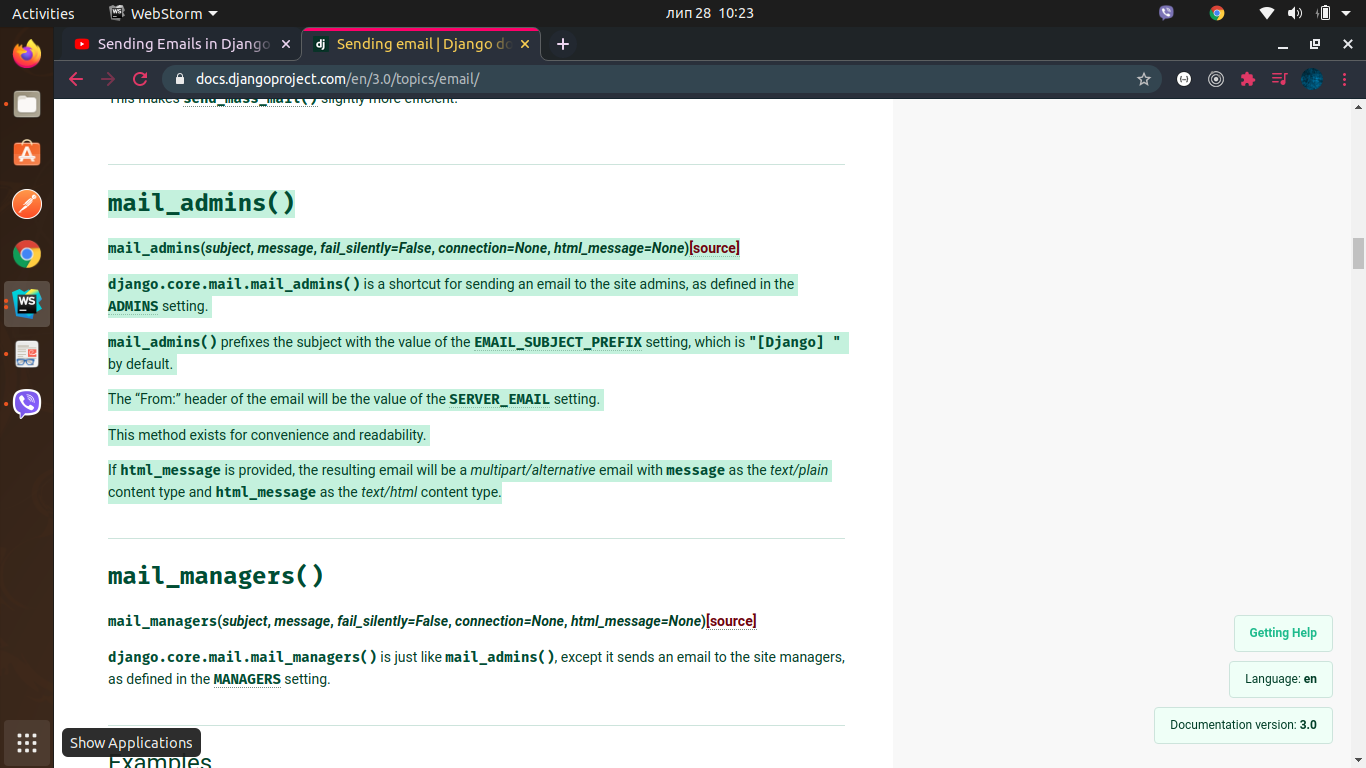 Activities
WebStorm
лип 28 10:23
Sending Emails in Django
Sending email | Django do
docs.djangoproject.com/en/3.0/topics/email/
This makes send_mass_mail() slightly more efficient.
mail_admins()
mail_admins(subject, message, fail_silently=False, connection=None, html_message=None)[source]
django.core.mail.mail_admins() is a shortcut for sending an email to the site admins, as defined in the
ADMINS setting.
mail_admins() prefixes the subject with the value of the EMAIL_SUBJECT_PREFIX setting, which is "[Django] "
by default.
The “From:” header of the email will be the value of the SERVER_EMAIL setting.
This method exists for convenience and readability.
If html_message is provided, the resulting email will be a multipart/alternative email with message as the text/plain
content type and html_message as the text/html content type.
mail_managers()
mail_managers(subject, message, fail_silently=False, connection=None, html_message=None)[source]
django.core.mail.mail_managers() is just like mail_admins(), except it sends an email to the site managers,
as defined in the MANAGERS setting.
Examples
Getting Help
Language: en
Documentation version: 3.0
Show Applications
WS
dj